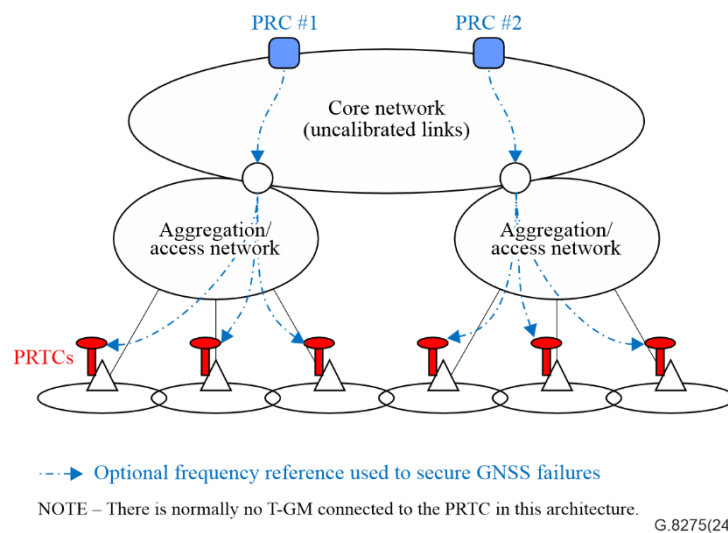 PRC #1
PRC #2
Core network
(uncalibrated links)
Aggregation/
access network
Aggregation/
access network
PRTCs
Optional frequency reference used to secure GNSS failures
NOTE – There is normally no T-GM connected to the PRTC in this architecture.
G.8275(24